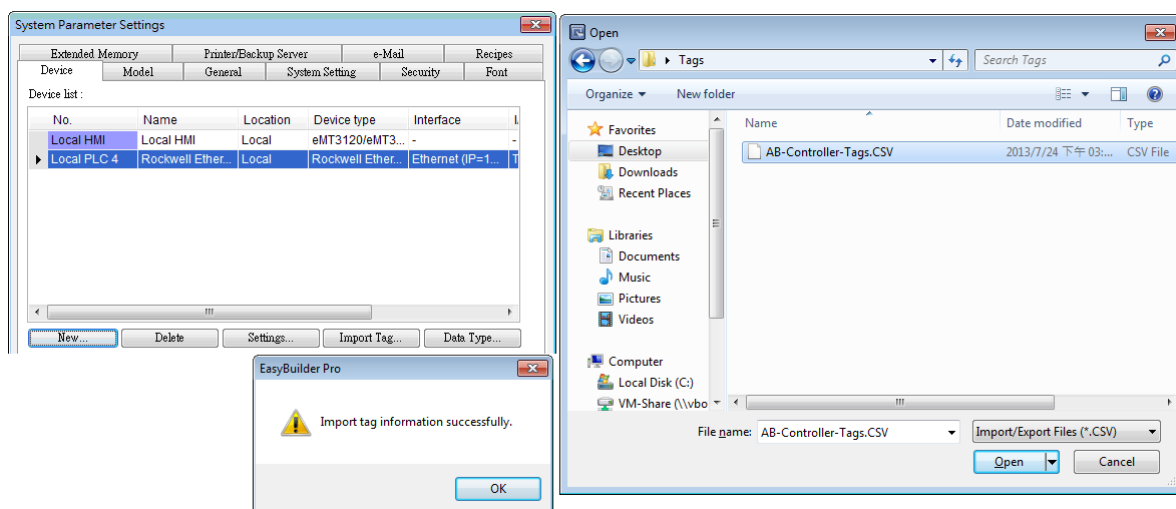 System Parameter Settings
Extended Memory Printer/Backup Server e-Mail Recipes
Device Model General System Setting Security Font
Device list :
No. Name Location Device type Interface I.
Local HMI Local HMI Local eMT3120/eMT3... - -
Local PLC 4 Rockwell Ether... Local Rockwell Ether... Ethernet (IP=1... T
New... Delete Settings... Import Tag... Data Type...
EasyBuilder Pro
Import tag information successfully.
OK
Open
Tags
Search Tags
Organize New folder
Favorites
Desktop
Downloads
Recent Places
Libraries
Documents
Music
Pictures
Videos
Computer
Local Disk (C:)
VM-Share (\\vbo
Name Date modified Type
AB-Controller-Tags.CSV 2013/7/24 下午 03:... CSV File
File name: AB-Controller-Tags.CSV Import/Export Files (*.CSV)
Open Cancel